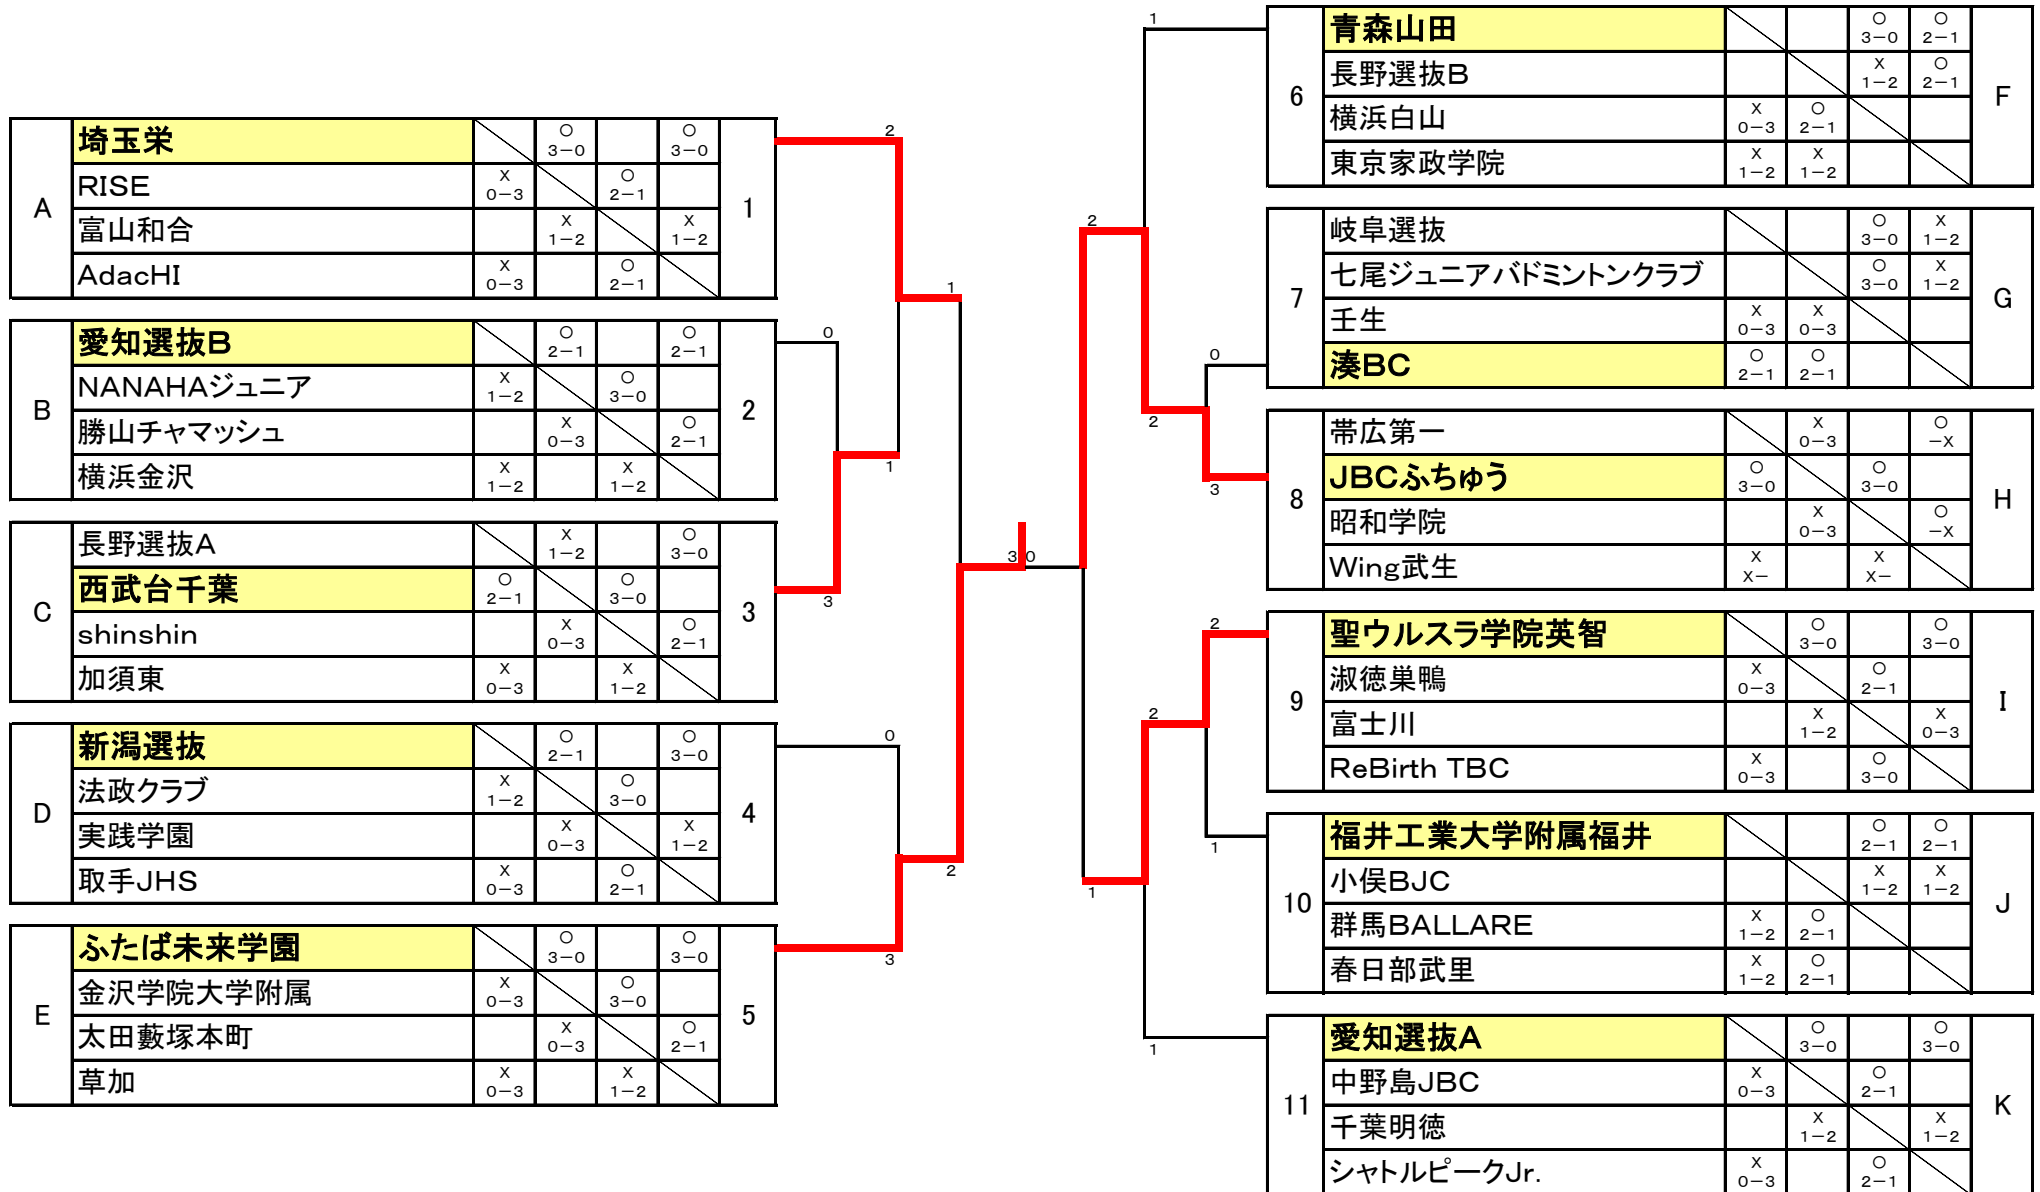 A
埼玉栄 ○ 3－0 ○ 3－0
RISE × 0－3 ○ 2－1
富山和合 × 1－2 × 1－2
AdacHI × 0－3 ○ 2－1
1
B
愛知選抜B ○ 2－1 ○ 2－1
NANAHAジュニア × 1－2 ○ 3－0
勝山チャマッシュ × 0－3 ○ 2－1
横浜金沢 × 1－2 × 1－2
2
C
長野選抜A × 1－2 ○ 3－0
西武台千葉 ○ 2－1 ○ 3－0
shinshin × 0－3 ○ 2－1
加須東 × 0－3 × 1－2
3
D
新潟選抜 ○ 2－1 ○ 3－0
法政クラブ × 1－2 ○ 3－0
実践学園 × 0－3 × 1－2
取手JHS × 0－3 ○ 2－1
4
E
ふたば未来学園 ○ 3－0 ○ 3－0
金沢学院大学附属 × 0－3 ○ 3－0
太田藪塚本町 × 0－3 ○ 2－1
草加 × 0－3 × 1－2
5
2
0
1
1
3
0
2
3
3 0
1
2
0
2
3
2
2
1
1
1
6
青森山田 ○ 3－0 ○ 2－1
長野選抜B × 1－2 ○ 2－1
横浜白山 × 0－3 ○ 2－1
東京家政学院 × 1－2 × 1－2
F
7
岐阜選抜 ○ 3－0 × 1－2
七尾ジュニアバドミントンクラブ ○ 3－0 × 1－2
壬生 × 0－3 × 0－3
湊BC ○ 2－1 ○ 2－1
G
8
帯広第一 × 0－3 ○ －×
JBCふちゅう ○ 3－0 ○ 3－0
昭和学院 × 0－3 ○ －×
Wing武生 × ×－ × ×－
H
9
聖ウルスラ学院英智 ○ 3－0 ○ 3－0
淑徳巣鴨 × 0－3 ○ 2－1
富士川 × 1－2 × 0－3
ReBirth TBC × 0－3 ○ 3－0
I
10
福井工業大学附属福井 ○ 2－1 ○ 2－1
小俣BJC × 1－2 × 1－2
群馬BALLARE × 1－2 ○ 2－1
春日部武里 × 1－2 ○ 2－1
J
11
愛知選抜A ○ 3－0 ○ 3－0
中野島JBC × 0－3 ○ 2－1
千葉明徳 × 1－2 × 1－2
シャトルピークJr. × 0－3 ○ 2－1
K